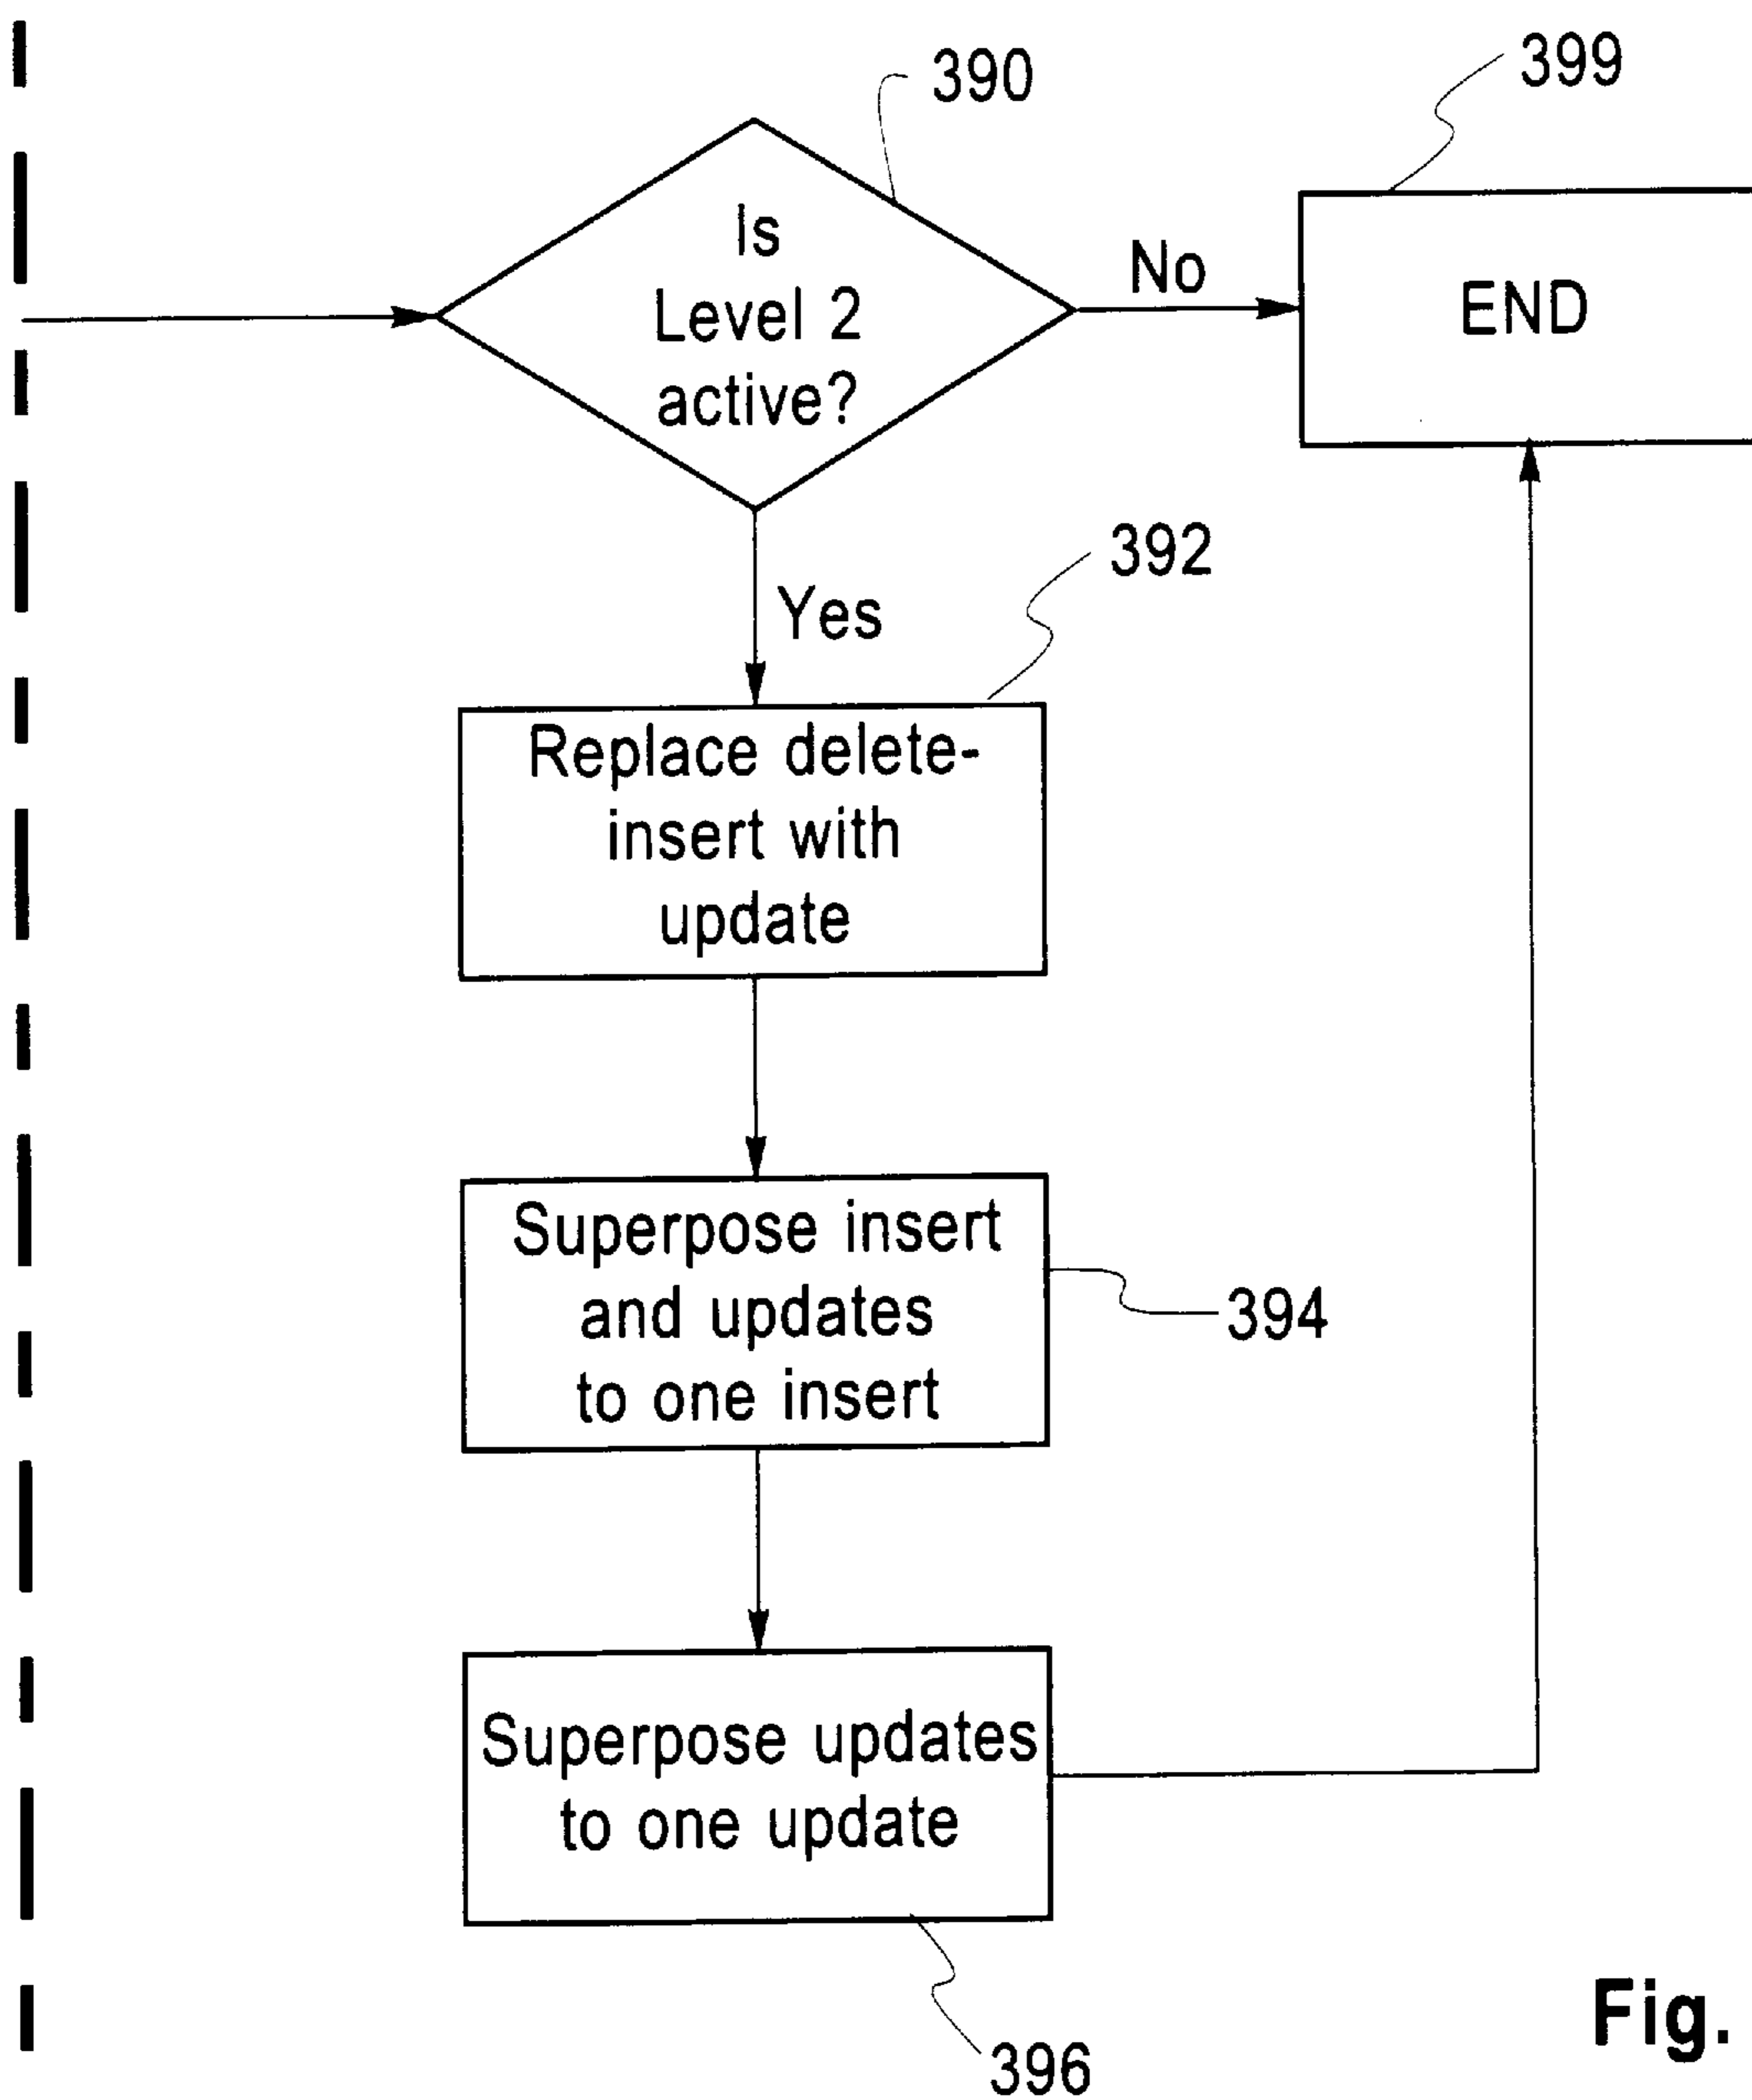 390
399
Is
Level 2
active?
No
END
392
Yes
Replace delete-
insert with
update
Superpose insert
and updates
to one insert
394
Superpose updates
to one update
396
Fig.